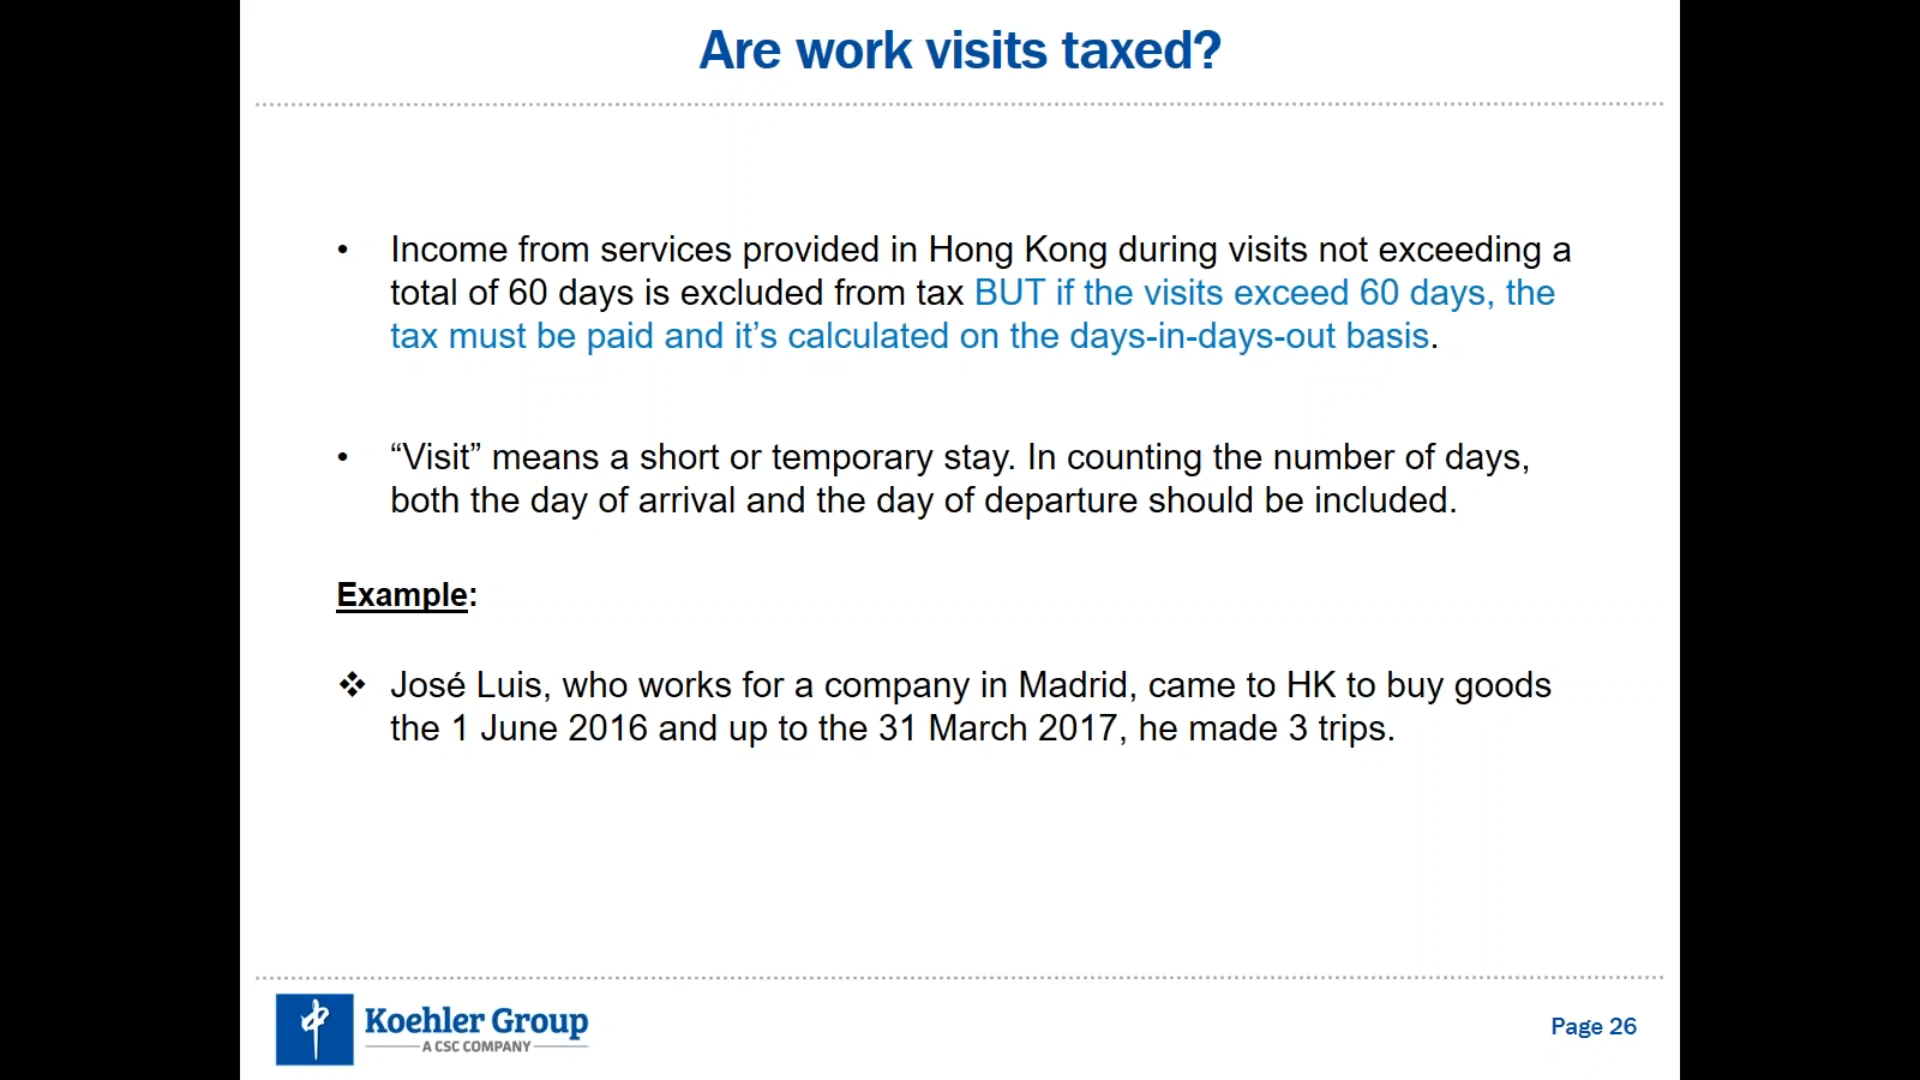 Are work visits taxed?
• Income from services provided in Hong Kong during visits not exceeding a
total of 60 days is excluded from tax BUT if the visits exceed 60 days, the
tax must be paid and it’s calculated on the days-in-days-out basis.
• “Visit” means a short or temporary stay. In counting the number of days,
both the day of arrival and the day of departure should be included.
Example:
❖ José Luis, who works for a company in Madrid, came to HK to buy goods
the 1 June 2016 and up to the 31 March 2017, he made 3 trips.
Koehler Group
A CSC COMPANY
Page 26